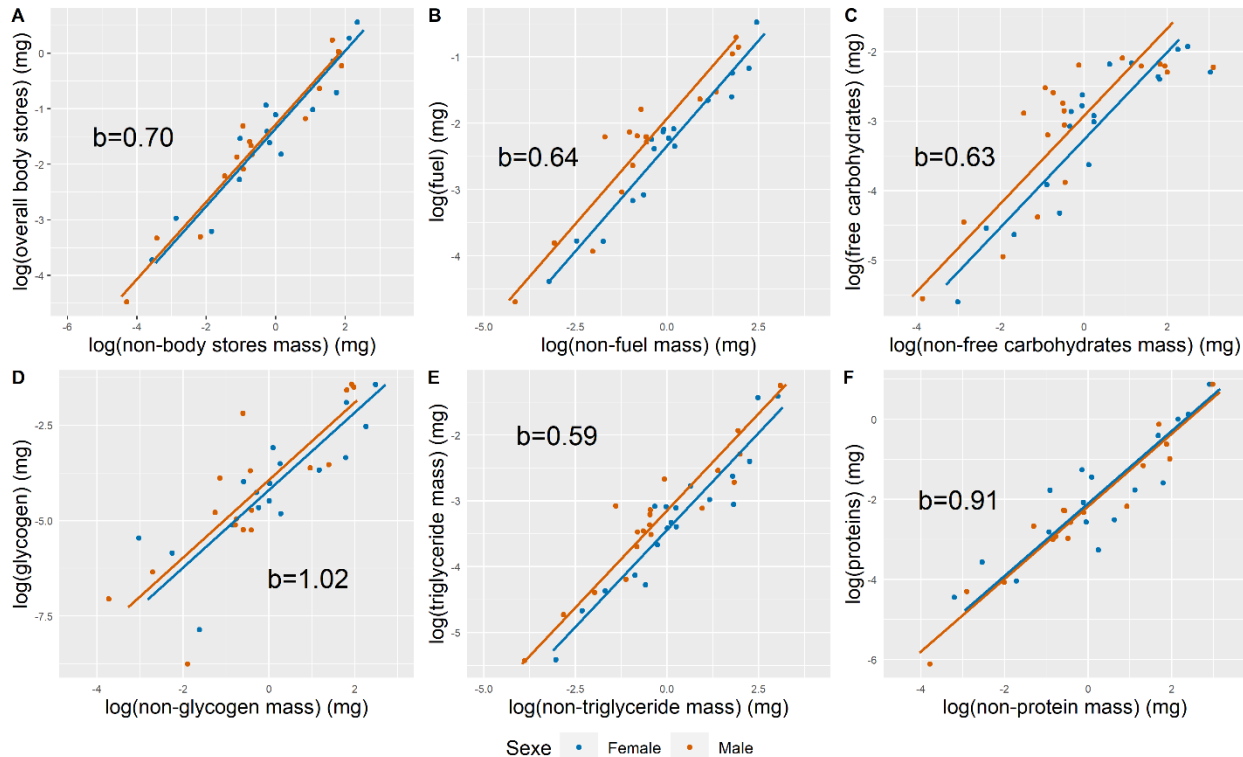 A
log(overall body stores) (mg)
0
-1
-2
-3
-4
b=0.70
-6
-4
-2
0
2
log(non-body stores mass) (mg)
B
log(fuel) (mg)
-1
-2
-3
-4
b=0.64
-5.0
-2.5
0.0
2.5
log(non-fuel mass) (mg)
C
log(free carbohydrates) (mg)
-2
-3
-4
-5
b=0.63
-4
-2
0
2
log(non-free carbohydrates mass) (mg)
D
log(glycogen) (mg)
-2.5
-5.0
-7.5
b=1.02
-4
-2
0
2
log(non-glycogen mass) (mg)
E
log(triglyceride mass) (mg)
-2
-3
-4
-5
b=0.59
-5.0
-2.5
0.0
2.5
log(non-triglyceride mass) (mg)
F
log(proteins) (mg)
0
-2
-4
-6
b=0.91
-4
-2
0
2
log(non-protein mass) (mg)
Sexe Female Male